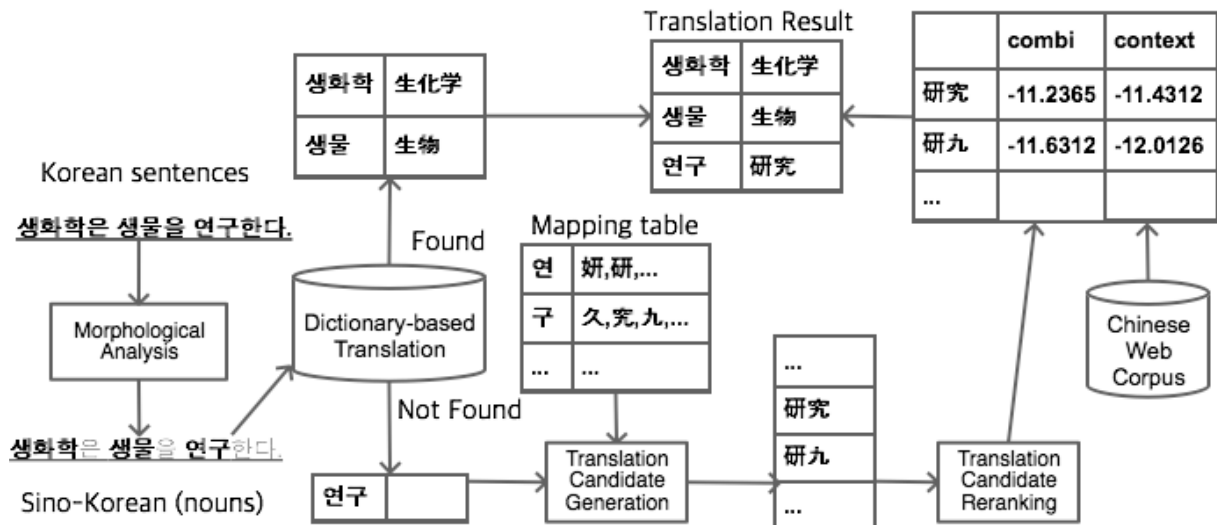 Korean sentences
생화학은 생물을 연구한다.
Morphological
Analysis
생화학은 생물을 연구한다.
Sino-Korean (nouns)
생화학 生化学
생물 生物
Found
Dictionary-based
Translation
Not Found
연구
Translation Result
생화학 生化学
생물 生物
연구 研究
Mapping table
연 妍,研,...
구 久,究,九,...
... ...
Translation
Candidate
Generation
...
研究
研九
...
Translation
Candidate
Reranking
combi context
研究 -11.2365 -11.4312
研九 -11.6312 -12.0126
...
Chinese
Web
Corpus